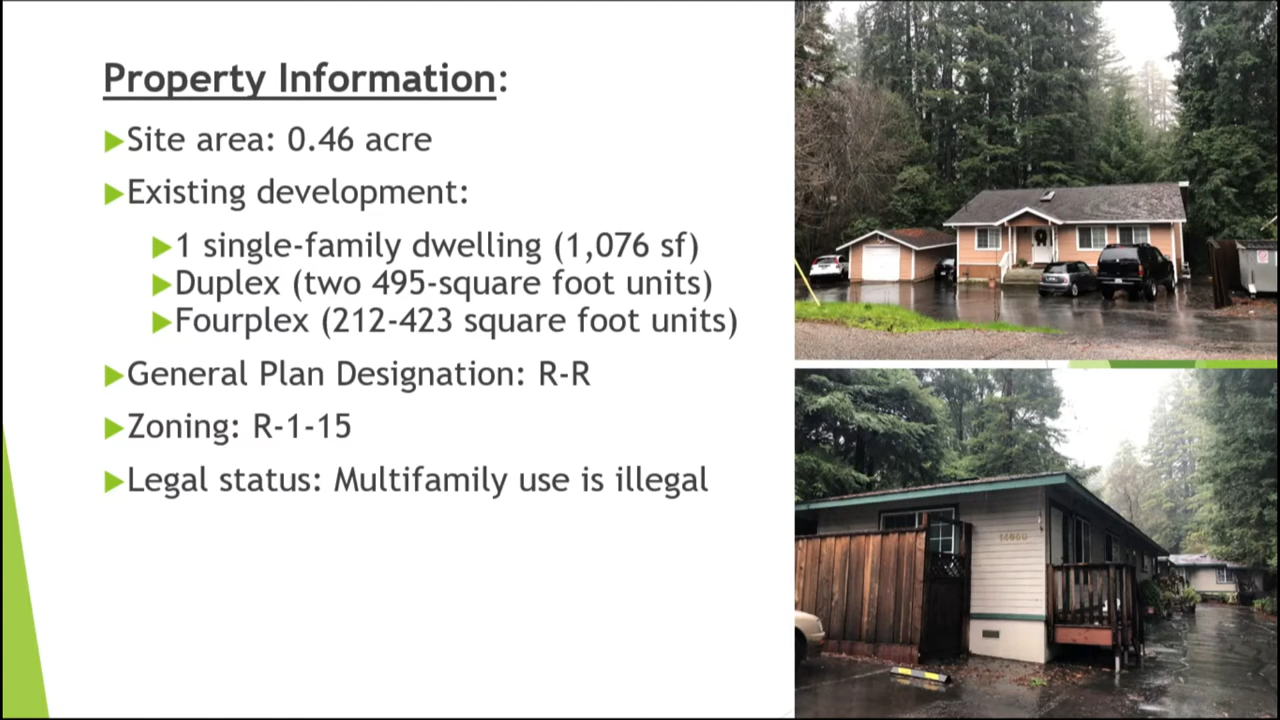 Property Information:
Site area: 0.46 acre
Existing development:
1 single-family dwelling (1,076 sf)
Duplex (two 495-square foot units)
Fourplex (212-423 square foot units)
General Plan Designation: R-R
Zoning: R-1-15
Legal status: Multifamily use is illegal